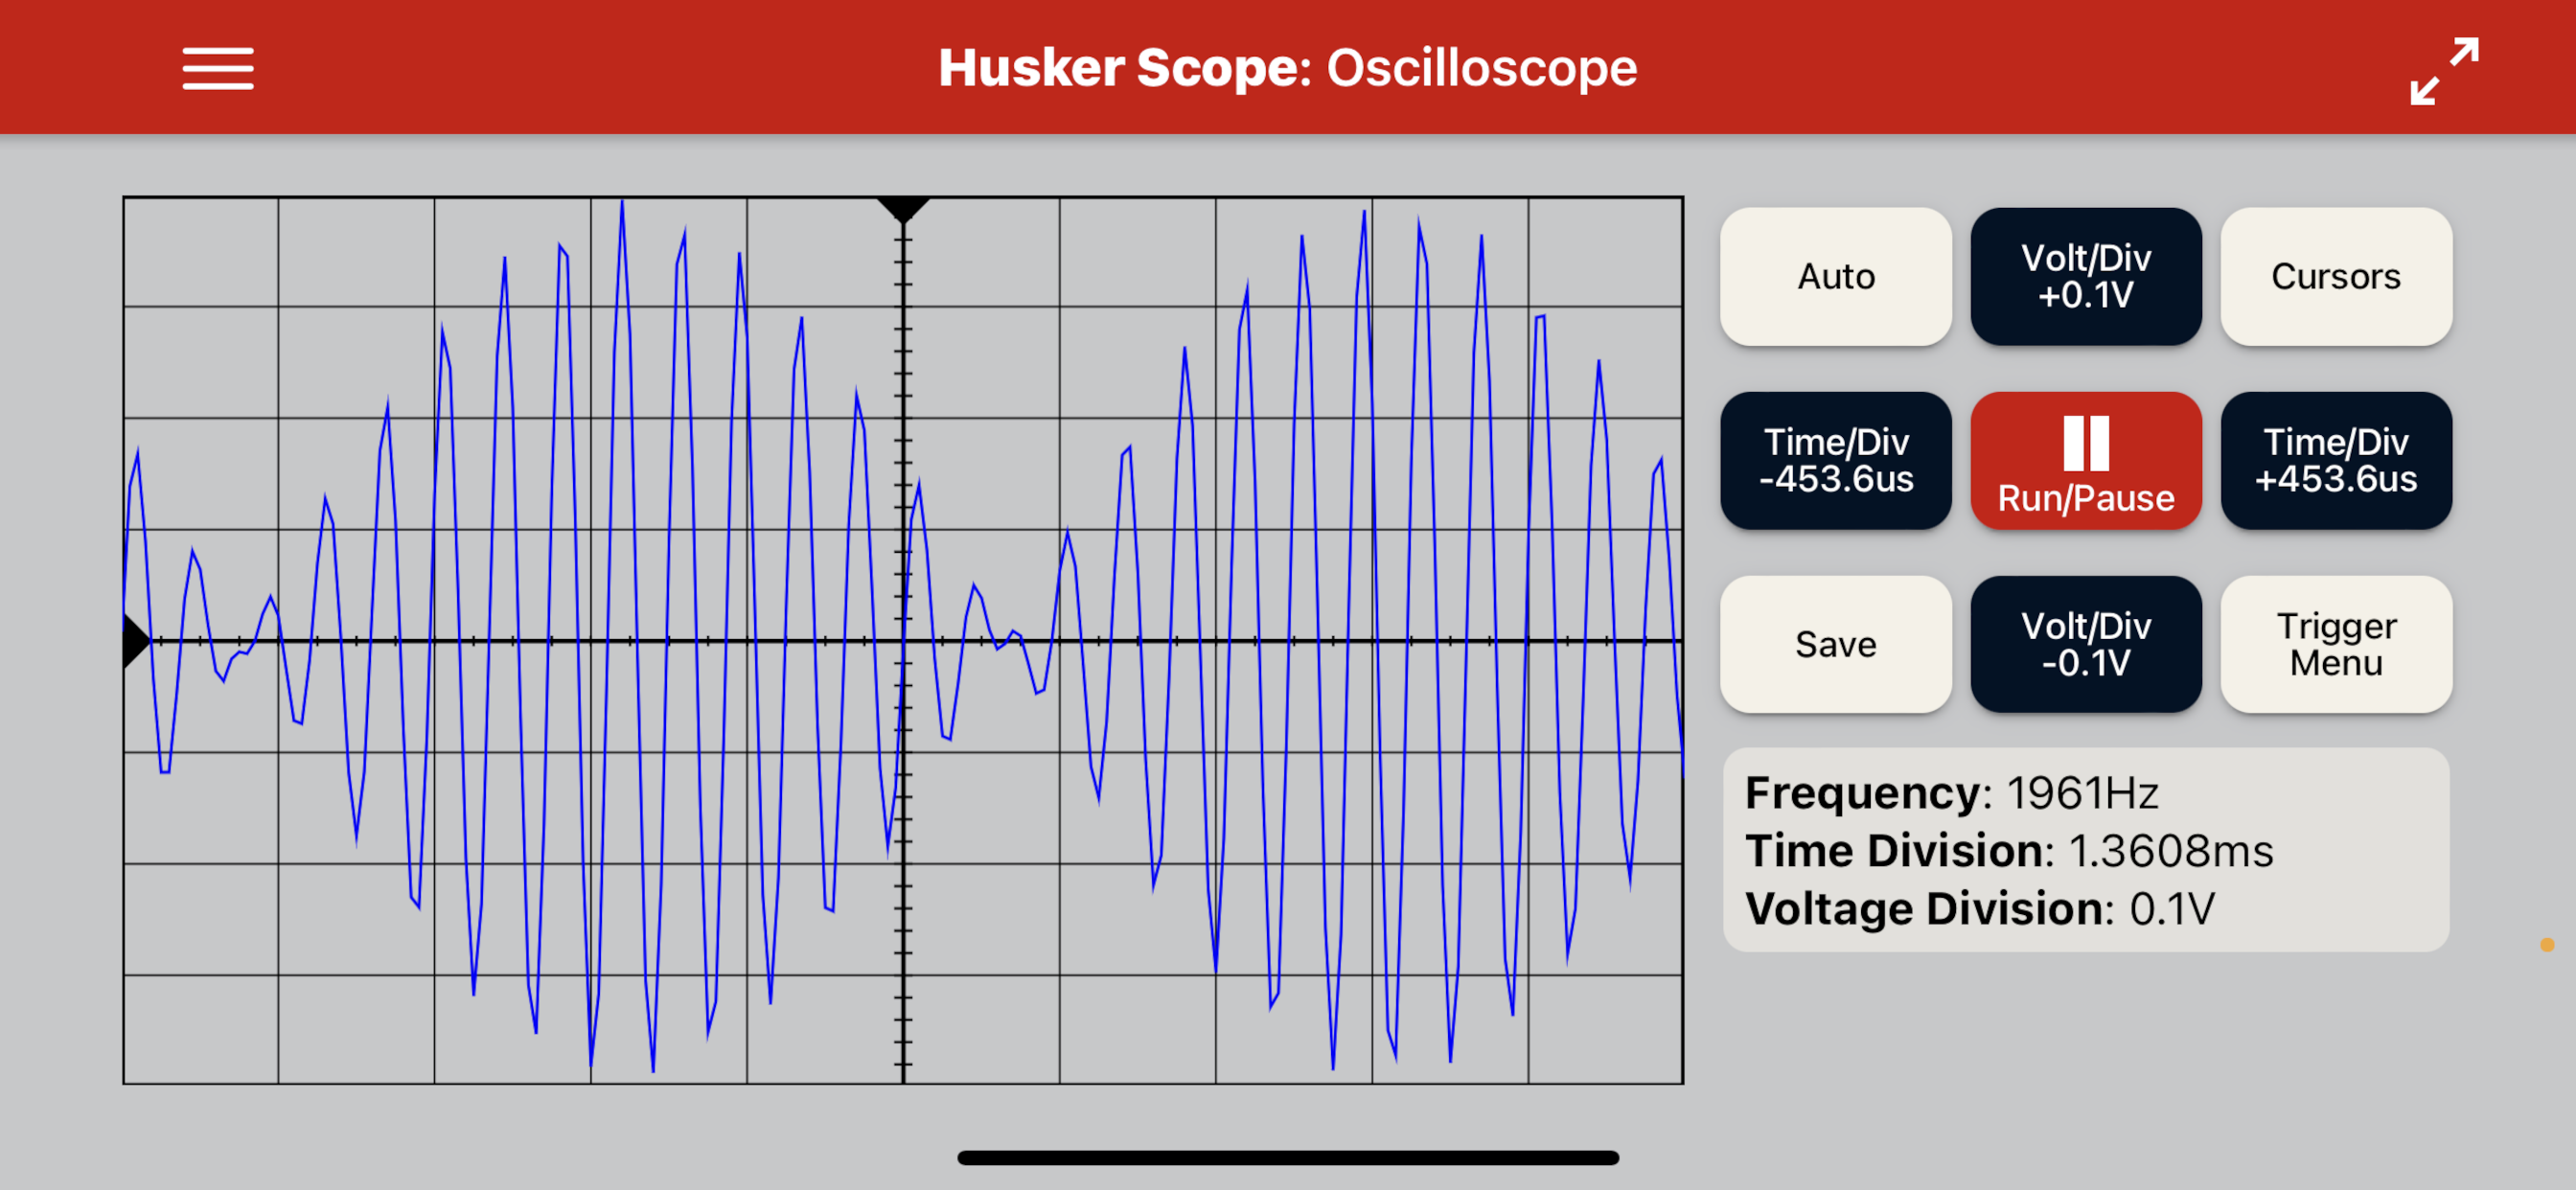 Husker Scope: Oscilloscope
Auto
Volt/Div
+0.1V
Cursors
Time/Div
-453.6us
Run/Pause
Time/Div
+453.6us
Save
Volt/Div
-0.1V
Trigger
Menu
Frequency: 1961Hz
Time Division: 1.3608ms
Voltage Division: 0.1V